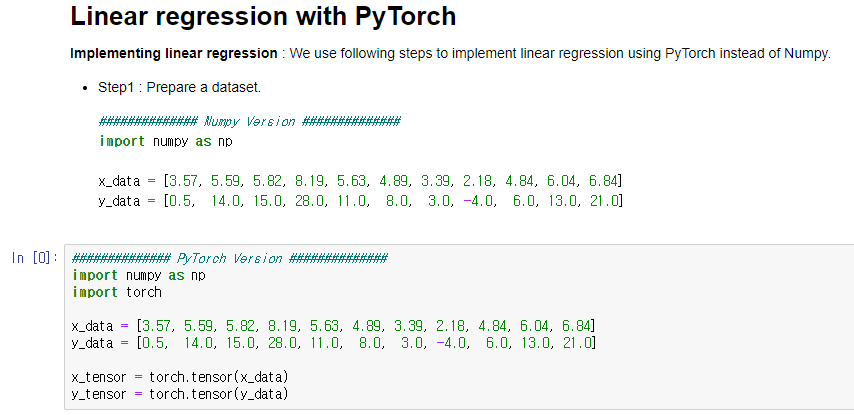 Linear regression with PyTorch
Implementing linear regression : We use following steps to implement linear regression using PyTorch instead of Numpy.
• Step1 : Prepare a dataset.
############## Numpy Version ##############
import numpy as np
x_data = [3.57, 5.59, 5.82, 8.19, 5.63, 4.89, 3.39, 2.18, 4.84, 6.04, 6.84]
y_data = [0.5,  14.0, 15.0, 28.0, 11.0,  8.0,  3.0, -4.0,  6.0, 13.0, 21.0]
In [0]: ############## PyTorch Version ##############
import numpy as np
import torch
x_data = [3.57, 5.59, 5.82, 8.19, 5.63, 4.89, 3.39, 2.18, 4.84, 6.04, 6.84]
y_data = [0.5,  14.0, 15.0, 28.0, 11.0,  8.0,  3.0, -4.0,  6.0, 13.0, 21.0]
x_tensor = torch.tensor(x_data)
y_tensor = torch.tensor(y_data)